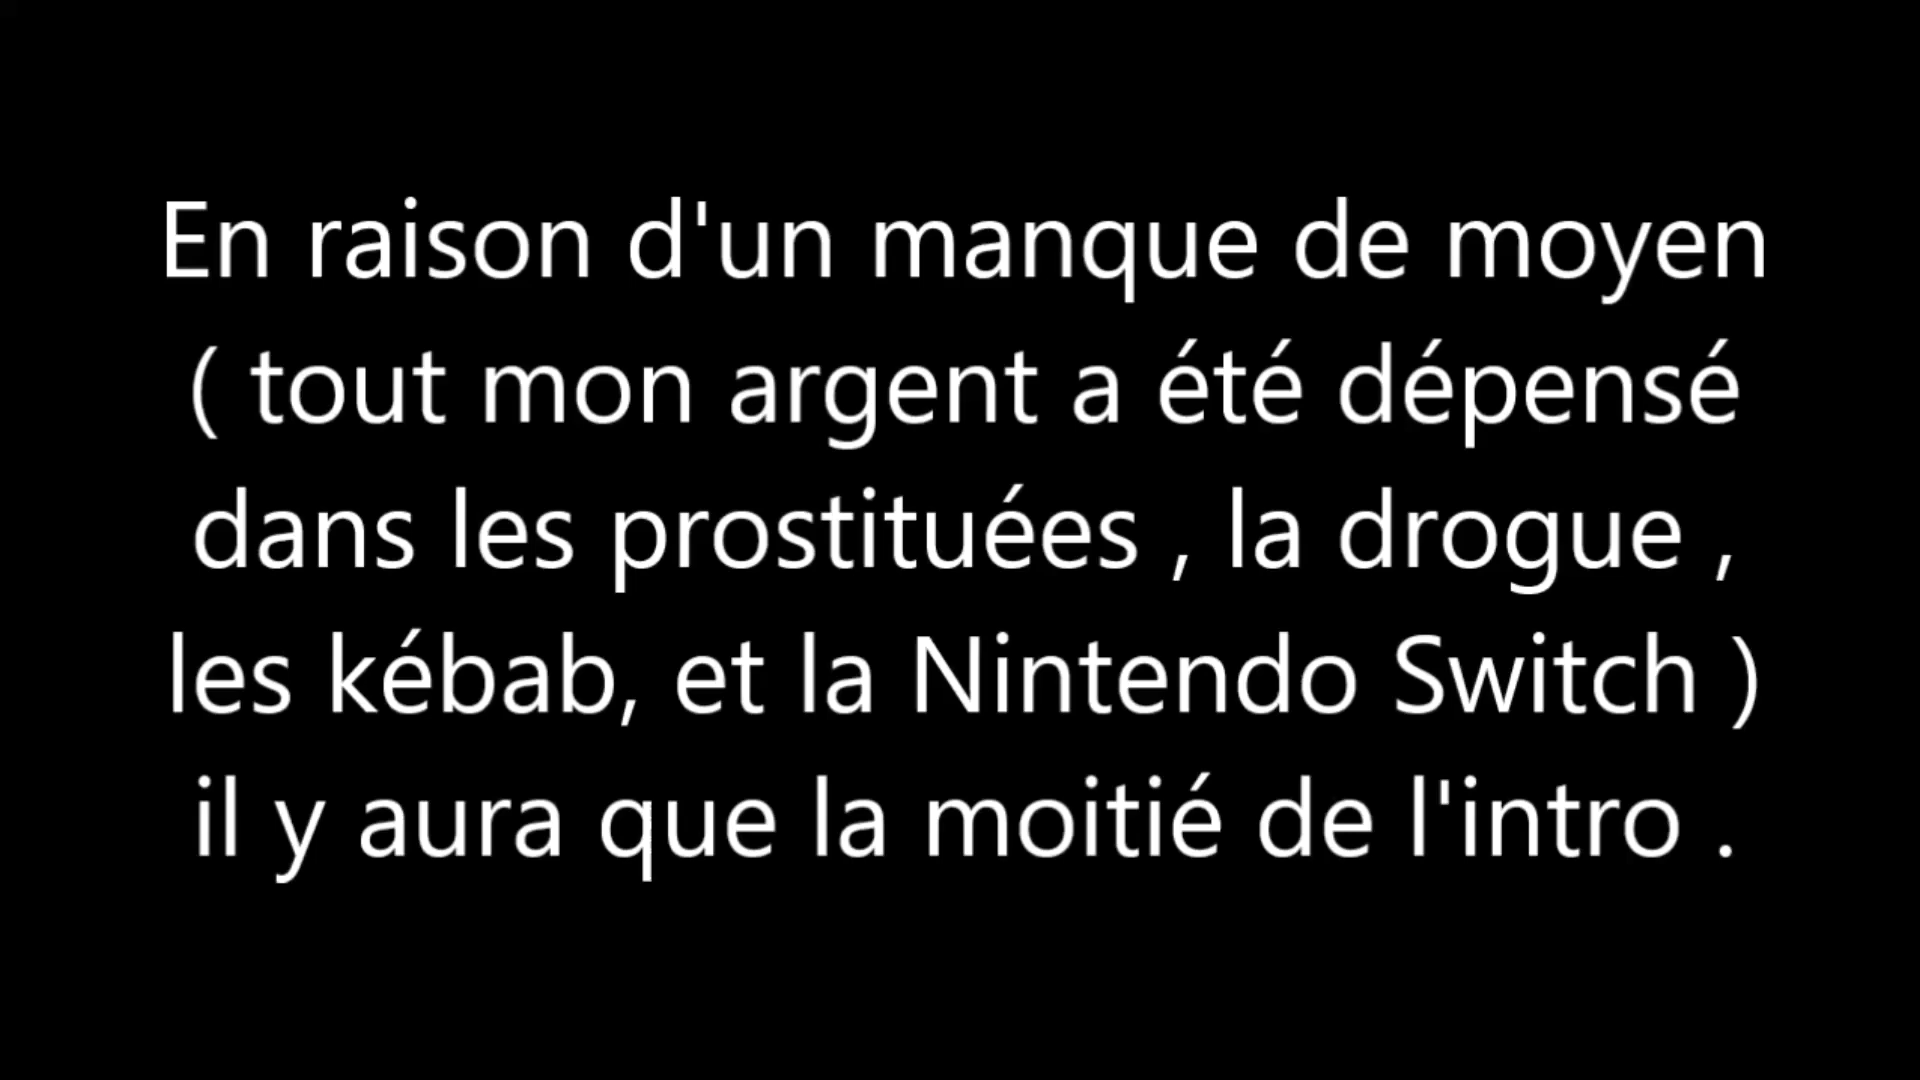 En raison d'un manque de moyen
( tout mon argent a été dépensé
dans les prostituées , la drogue ,
les kébab, et la Nintendo Switch )
il y aura que la moitié de l'intro .